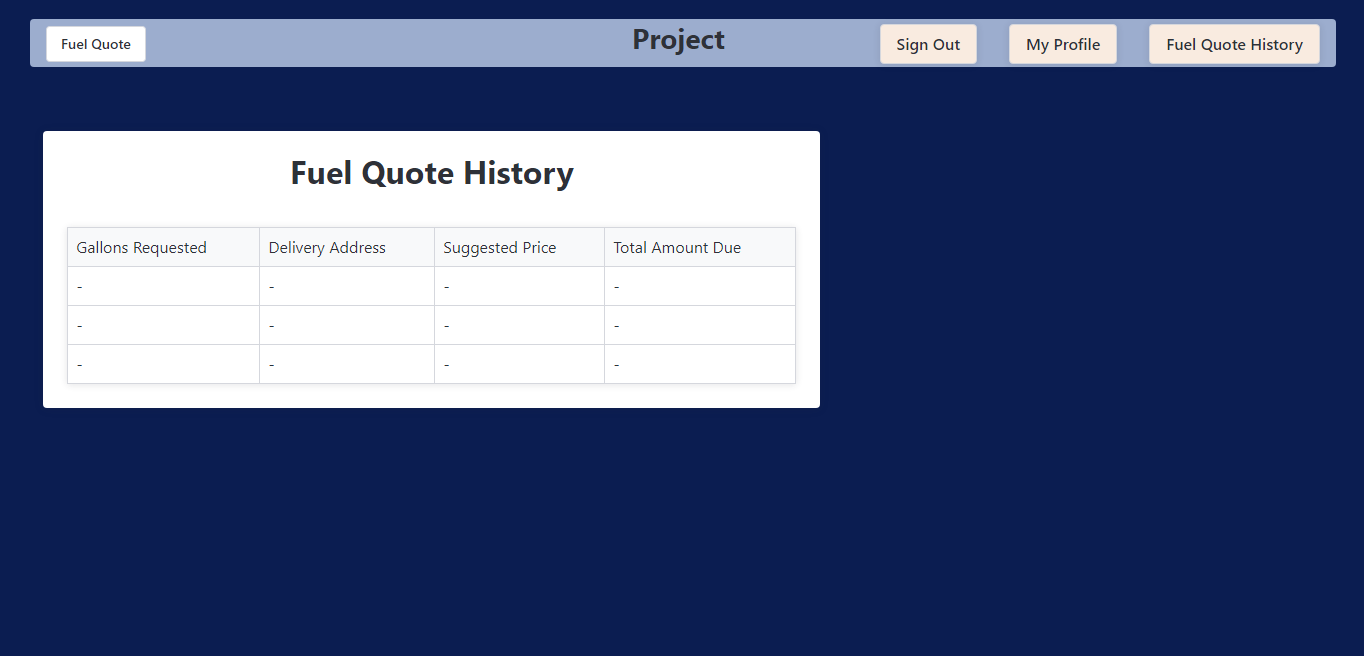 Fuel Quote Project Sign Out My Profile Fuel Quote History
Fuel Quote History
Gallons Requested Delivery Address Suggested Price Total Amount Due
- - - -
- - - -
- - - -